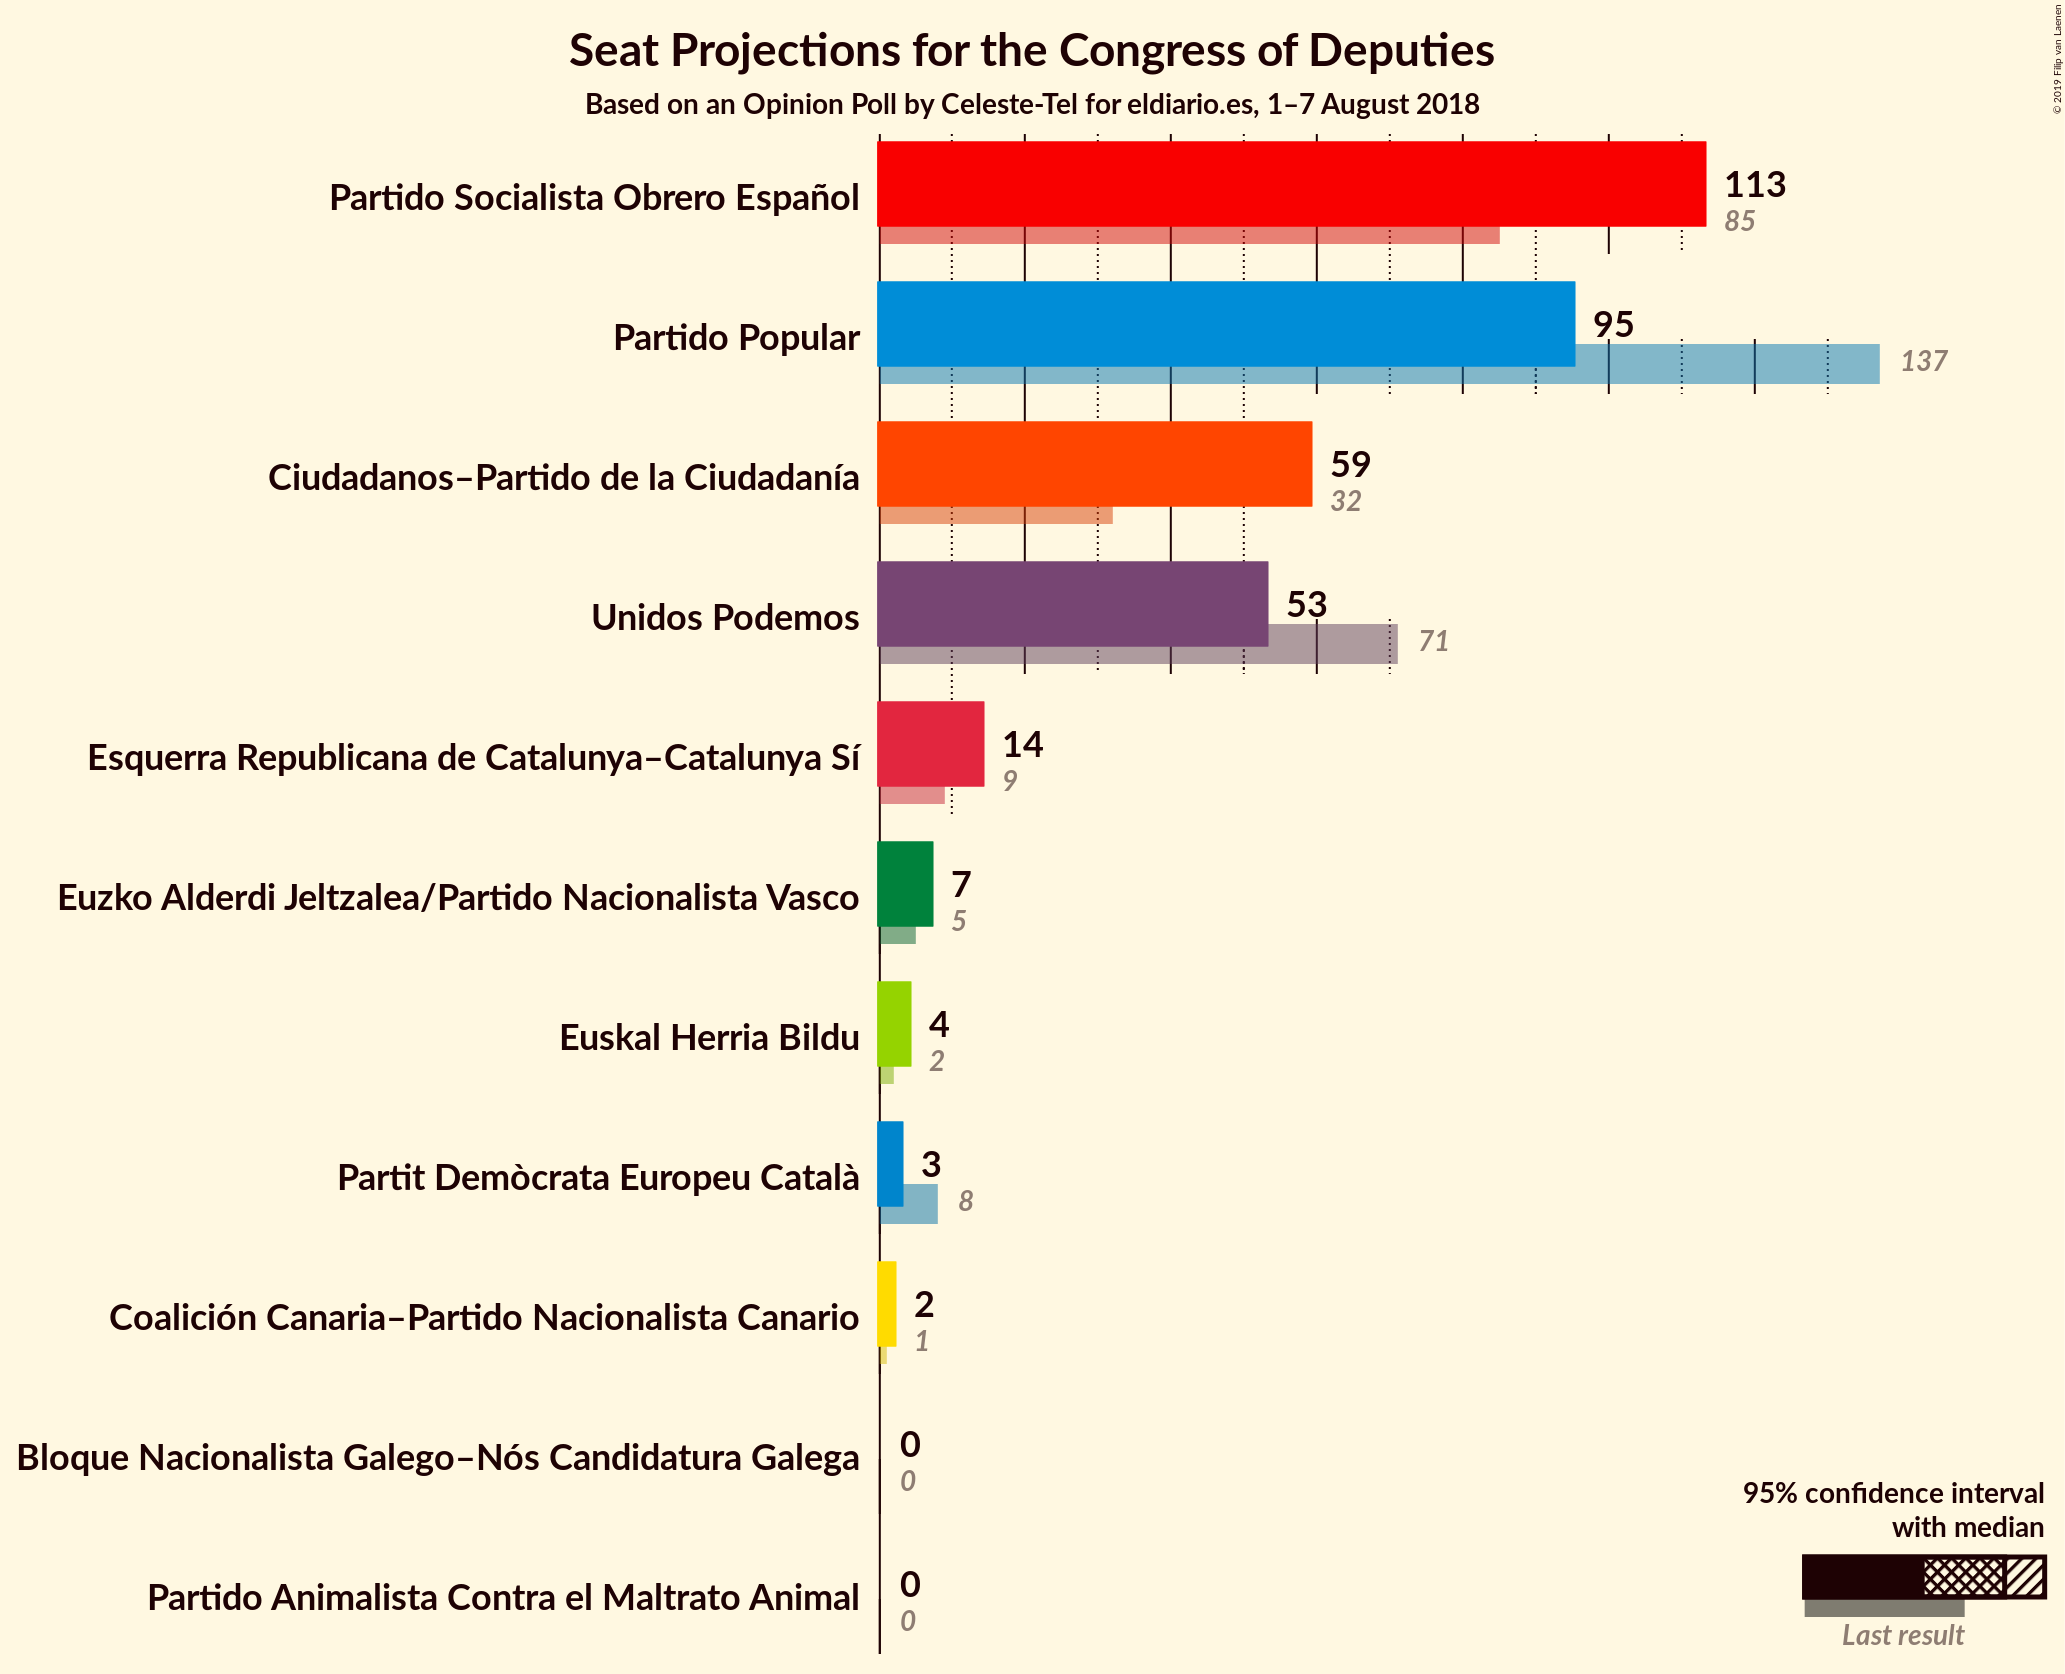 Seat Projections for the Congress of Deputies
Based on an Opinion Poll by Celeste-Tel for eldiario.es, 1–7 August 2018
© 2019 Filip van Laenen
Partido Socialista Obrero Español
113
85
Partido Popular
95
137
Ciudadanos–Partido de la Ciudadanía
59
32
Unidos Podemos
53
71
Esquerra Republicana de Catalunya–Catalunya Sí
14
9
Euzko Alderdi Jeltzalea/Partido Nacionalista Vasco
7
5
Euskal Herria Bildu
4
2
Partit Demòcrata Europeu Català
3
8
Coalición Canaria–Partido Nacionalista Canario
2
1
Bloque Nacionalista Galego–Nós Candidatura Galega
0
0
Partido Animalista Contra el Maltrato Animal
0
0
95% confidence interval
with median
Last result